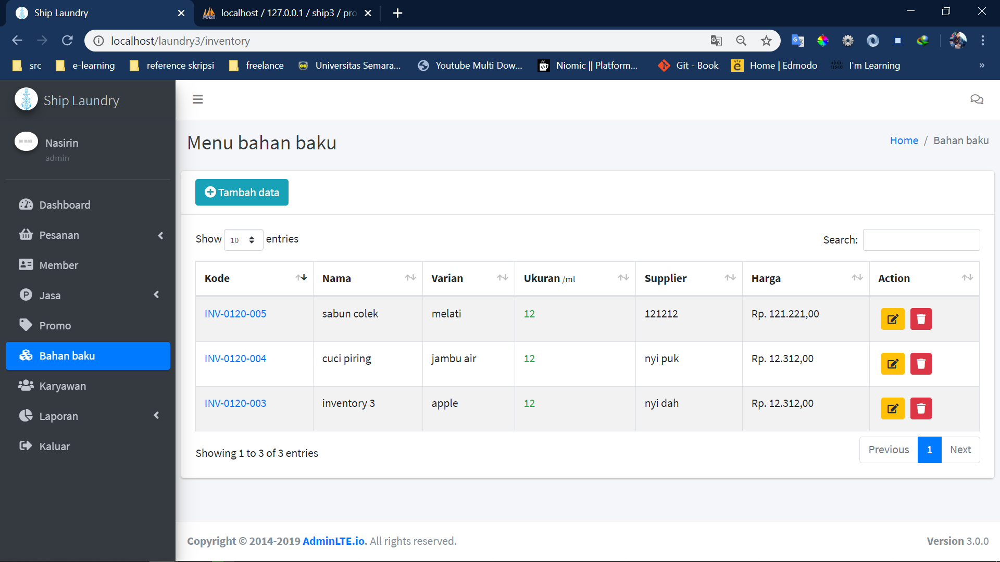 Ship Laundry
localhost / 127.0.0.1 / ship3 / pro
localhost/laundry3/inventory
src e-learning reference skripsi freelance Universitas Semara... Youtube Multi Dow... Niomic || Platform... Git - Book Home | Edmodo I'm Learning »
Ship Laundry
NO IMAGE
Nasirin
admin
Dashboard
Pesanan
Member
Jasa
Promo
Bahan baku
Karyawan
Laporan
Kaluar
Menu bahan baku
Home / Bahan baku
Tambah data
Show 10 entries
Search:
Kode Nama Varian Ukuran /ml Supplier Harga Action
INV-0120-005 sabun colek melati 12 121212 Rp. 121.221,00
INV-0120-004 cuci piring jambu air 12 nyi puk Rp. 12.312,00
INV-0120-003 inventory 3 apple 12 nyi dah Rp. 12.312,00
Showing 1 to 3 of 3 entries
Previous 1 Next
Copyright © 2014-2019 AdminLTE.io. All rights reserved.
Version 3.0.0